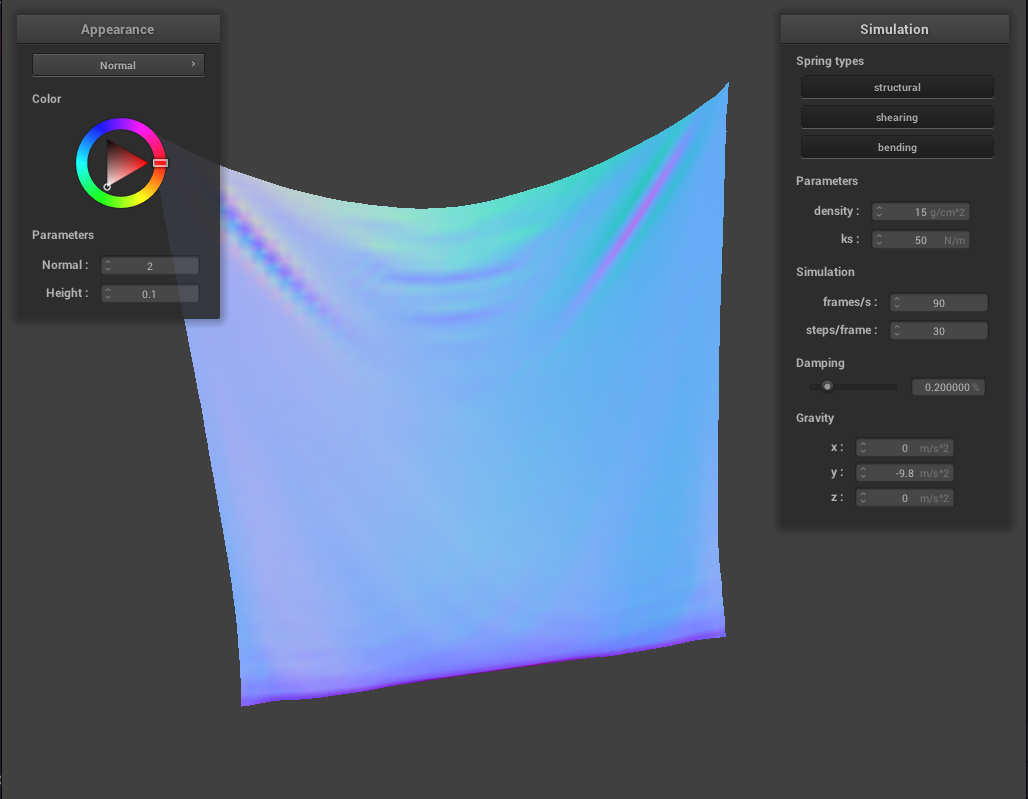 Appearance
Normal ›
Color
Parameters
Normal : 2
Height : 0.1
Simulation
Spring types
structural
shearing
bending
Parameters
density : 15 g/cm^2
ks : 50 N/m
Simulation
frames/s : 90
steps/frame : 30
Damping
0.200000 %
Gravity
x : 0 m/s^2
y : -9.8 m/s^2
z : 0 m/s^2